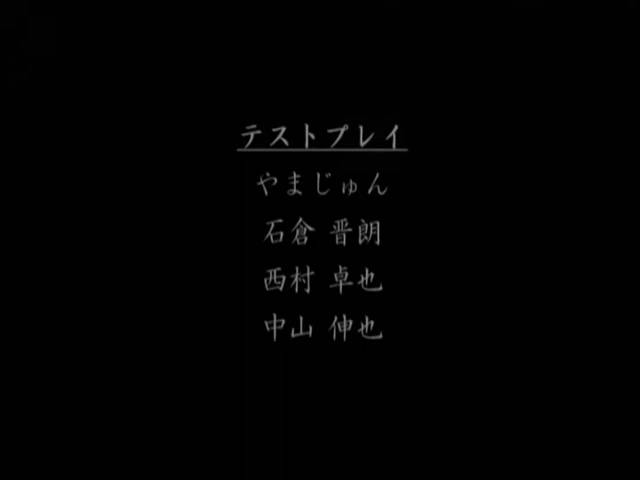 テストプレイ
やまじゅん
石倉 晋朗
西村 卓也
中山 伸也